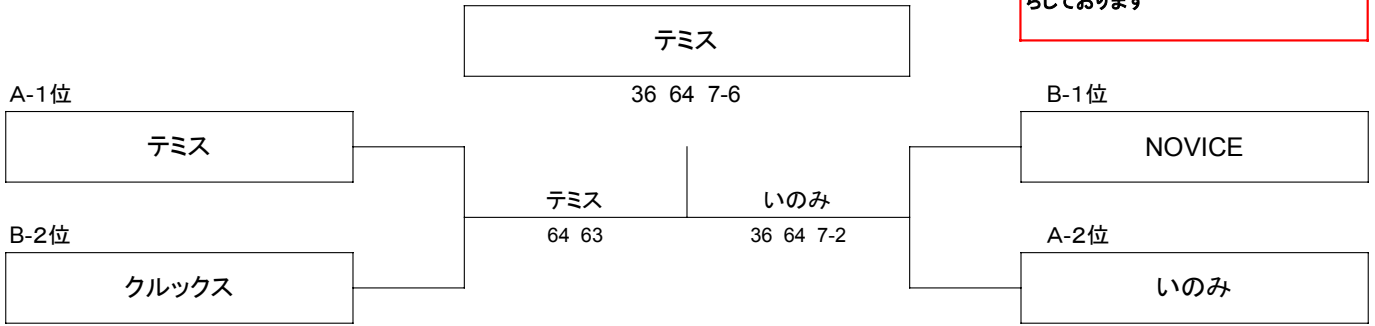 らしております
テミス
36 64 7-6
A-1位
B-1位
テミス
NOVICE
テミス
いのみ
64 63
36 64 7-2
B-2位
A-2位
クルックス
いのみ